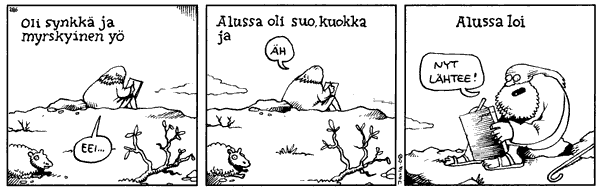 Oli synkkä ja
myrskyinen yö
EEI...
Alussa oli suo, kuokka
ja
ÄH
Alussa loi
NYT
LÄHTEE!